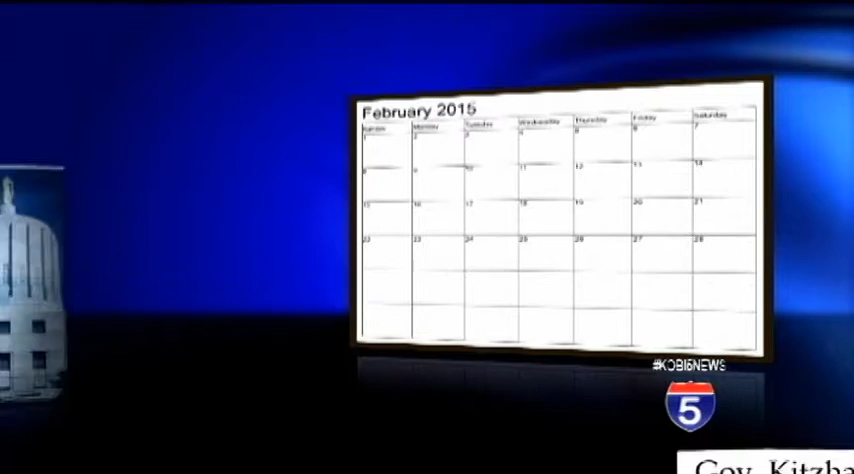 February 2015
Sunday Monday Tuesday Wednesday Thursday Friday Saturday
1 2 3 4 5 6 7
8 9 10 11 12 13 14
15 16 17 18 19 20 21
22 23 24 25 26 27 28
#KOBI5NEWS
5
Gov. Kitzha